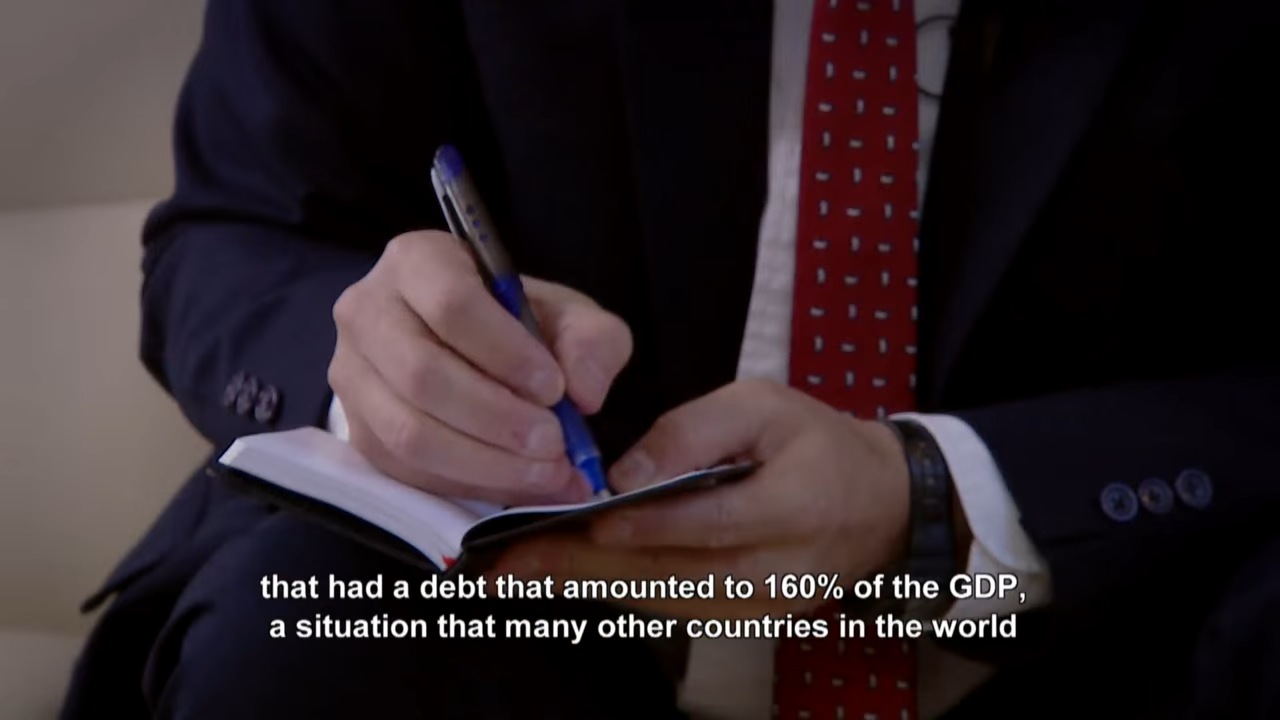 that had a debt that amounted to 160% of the GDP,
a situation that many other countries in the world